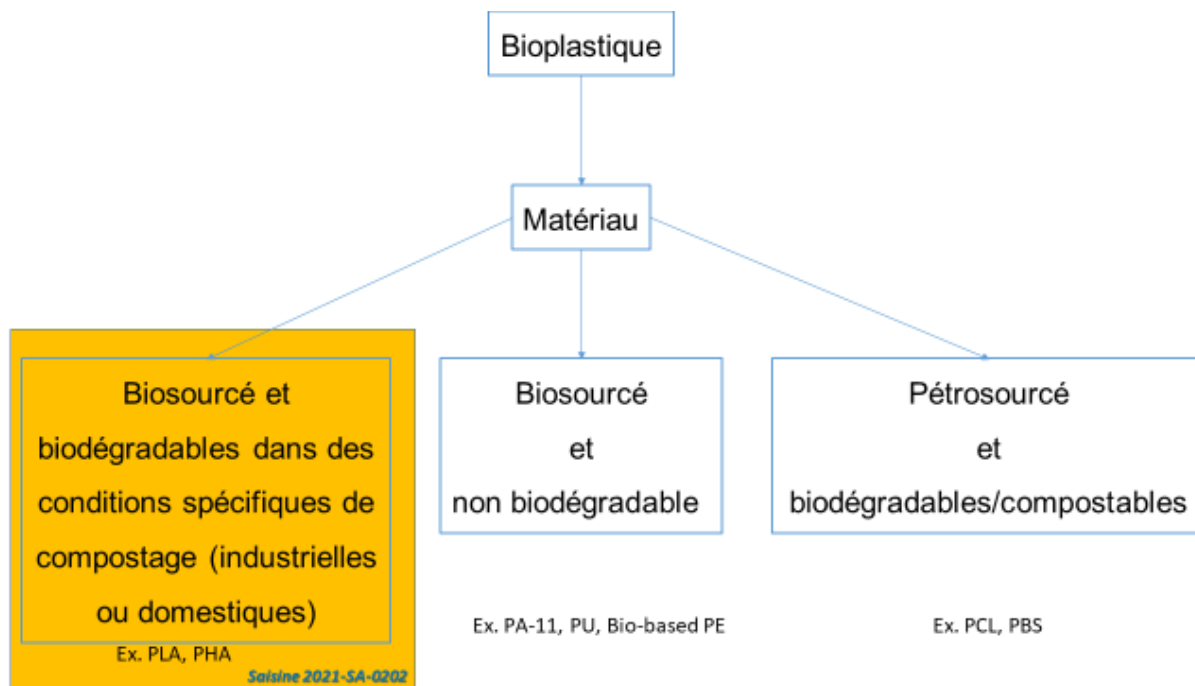 Bioplastique
Matériau
Biosourcé et
biodégradables dans des
conditions spécifiques de
compostage (industrielles
ou domestiques)
Ex. PLA, PHA
Saisine 2021-SA-0202
Biosourcé
et
non biodégradable
Ex. PA-11, PU, Bio-based PE
Pétrosourcé
et
biodégradables/compostables
Ex. PCL, PBS